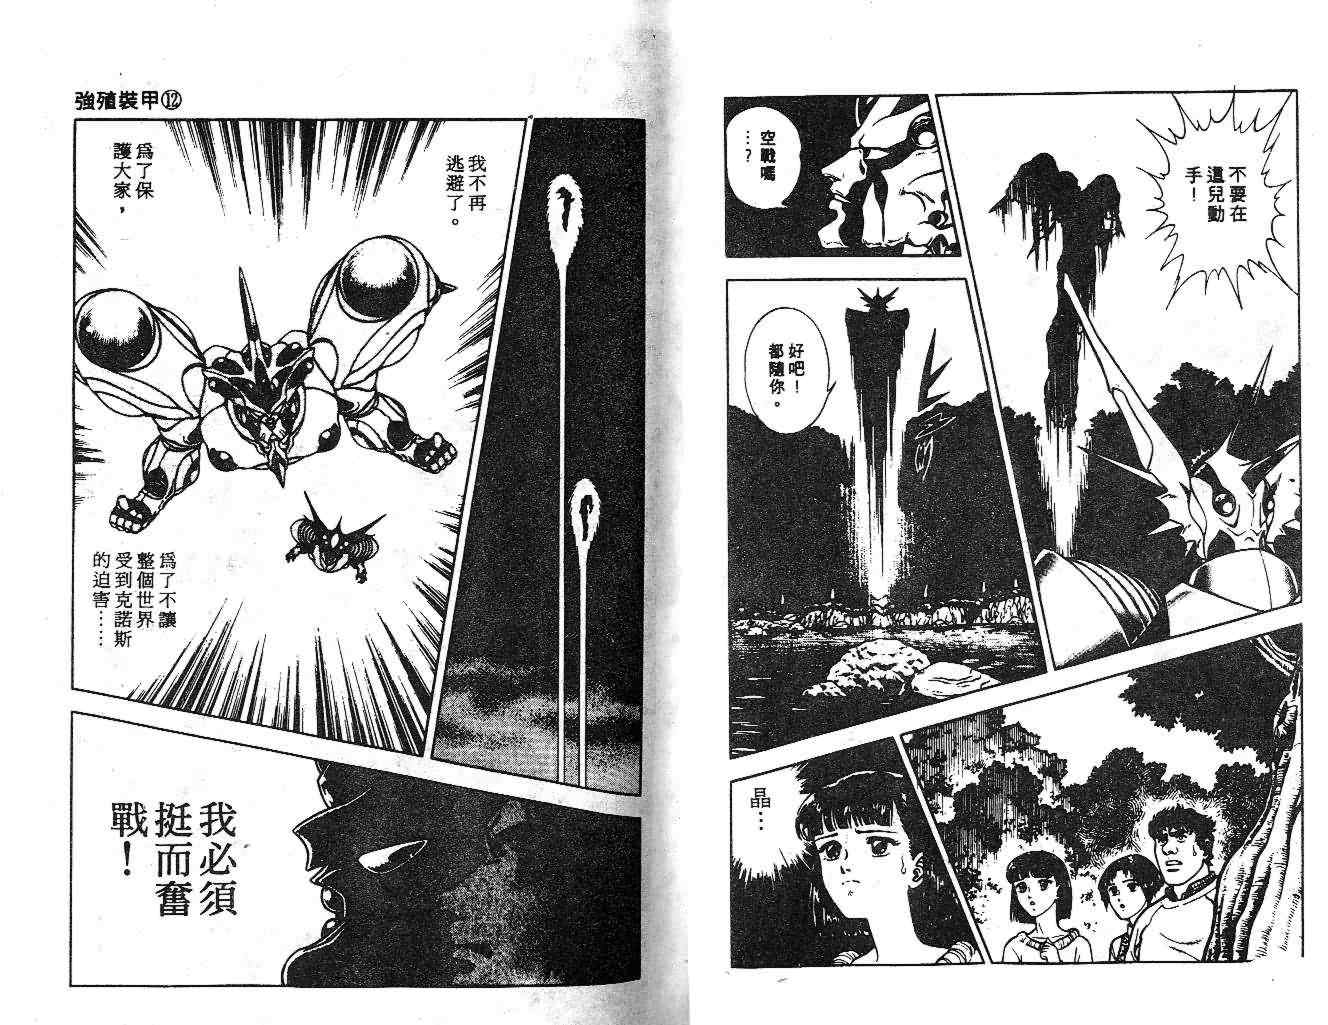 不要在
這兒動
手！
空戰嗎
…？
好吧！
都隨你。
晶…
強殖裝甲⑫
我不再
逃避了。
爲了保
護大家，
爲了不讓
整個世界
受到克諾斯
的迫害……
我必須
挺而奮
戰！